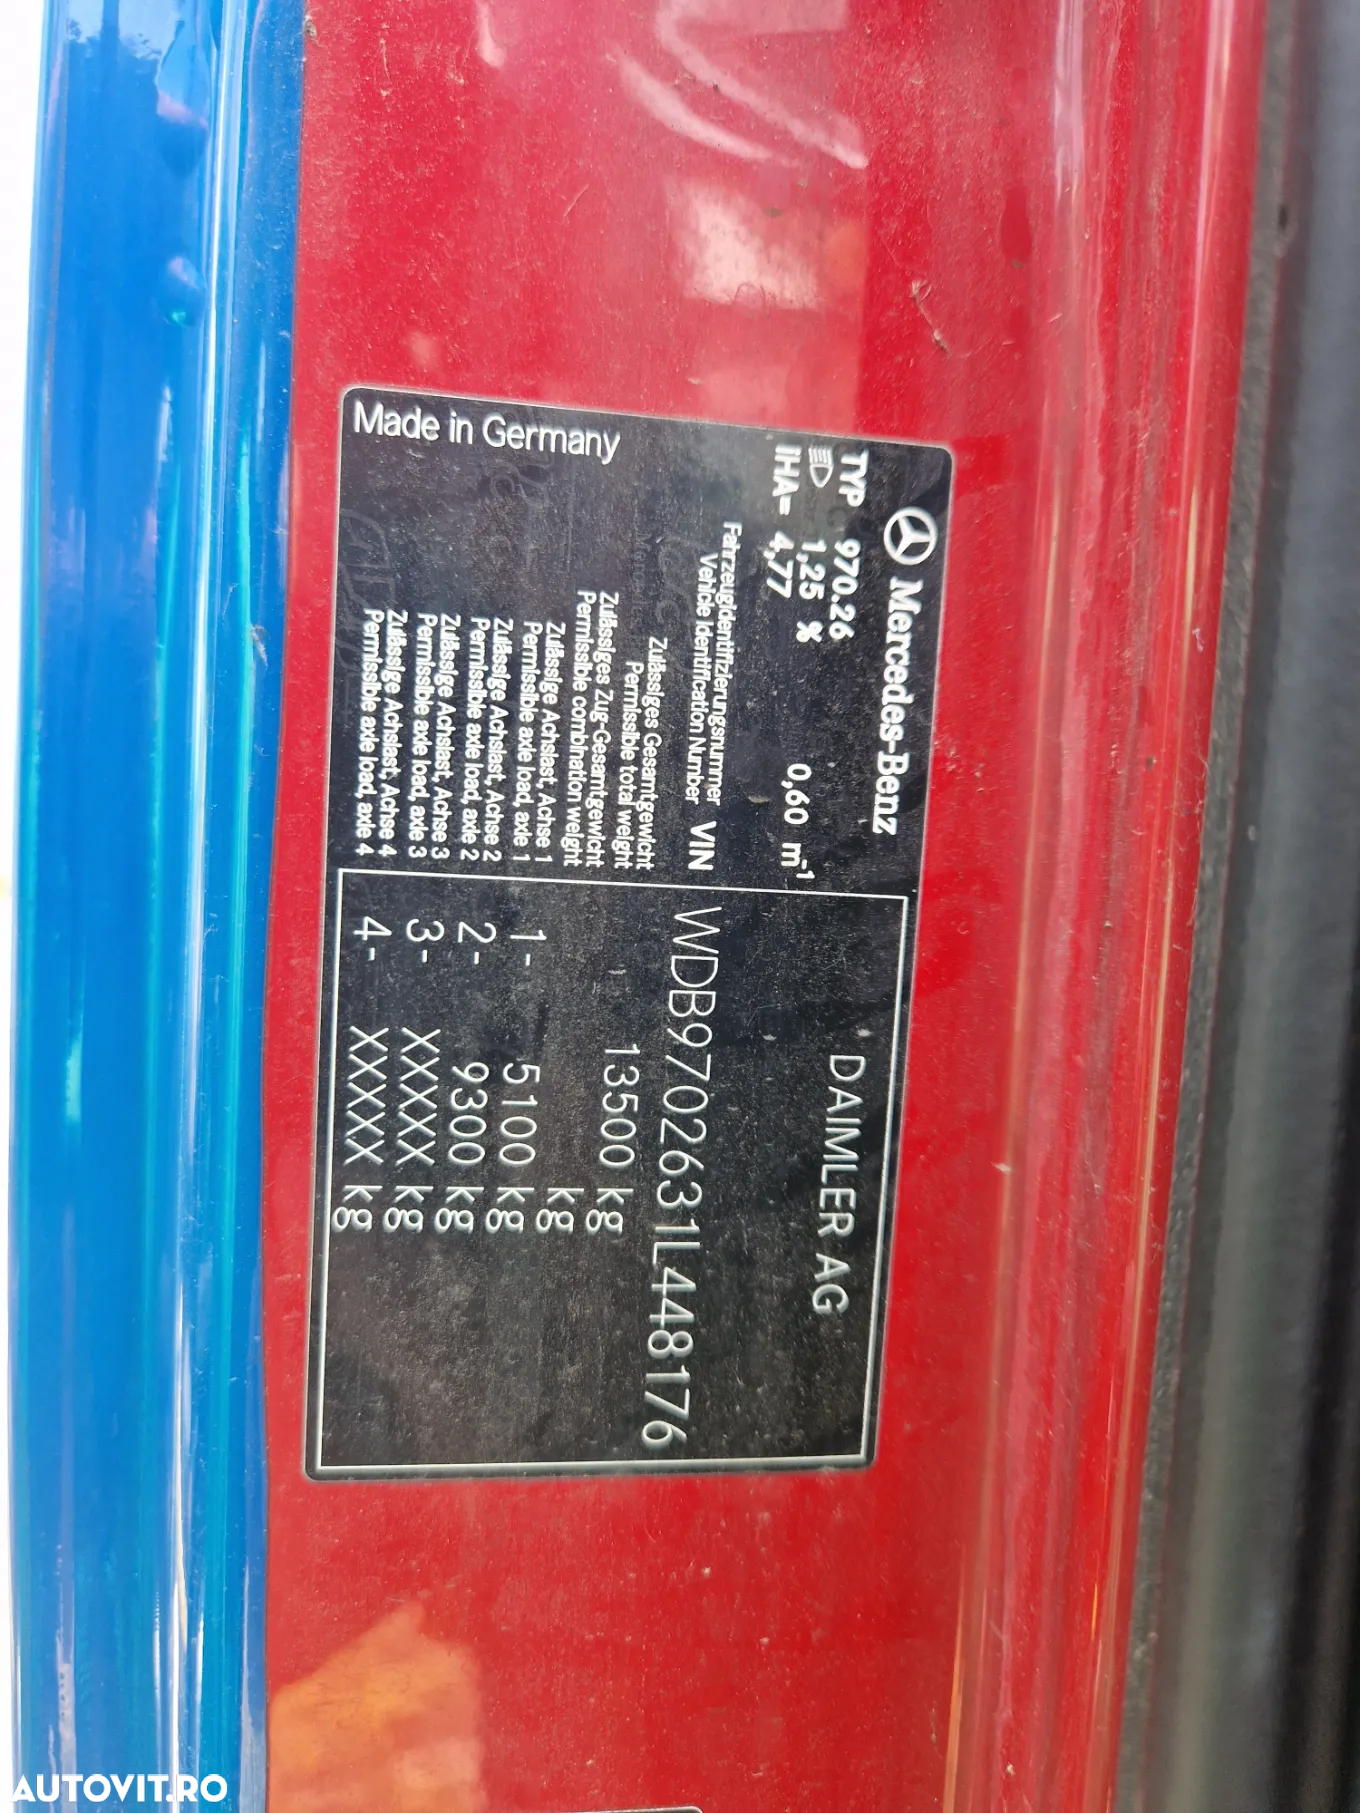 Mercedes-Benz
DAIMLER AG
TYP 970.26
1,25 % 0,60 m⁻¹
IHA= 4,77
Fahrzeugidentifizierungsnummer
Vehicle Identification Number VIN WDB9702631L448176
Zulässiges Gesamtgewicht
Permissible total weight 13500 kg
Zulässiges Zug-Gesamtgewicht
Permissible combination weight kg
Zulässige Achslast, Achse 1
Permissible axle load, axle 1 1- 5100 kg
Zulässige Achslast, Achse 2
Permissible axle load, axle 2 2- 9300 kg
Zulässige Achslast, Achse 3
Permissible axle load, axle 3 3- XXXXX kg
Zulässige Achslast, Achse 4
Permissible axle load, axle 4 4- XXXXX kg
Made in Germany
AUTOVIT.RO